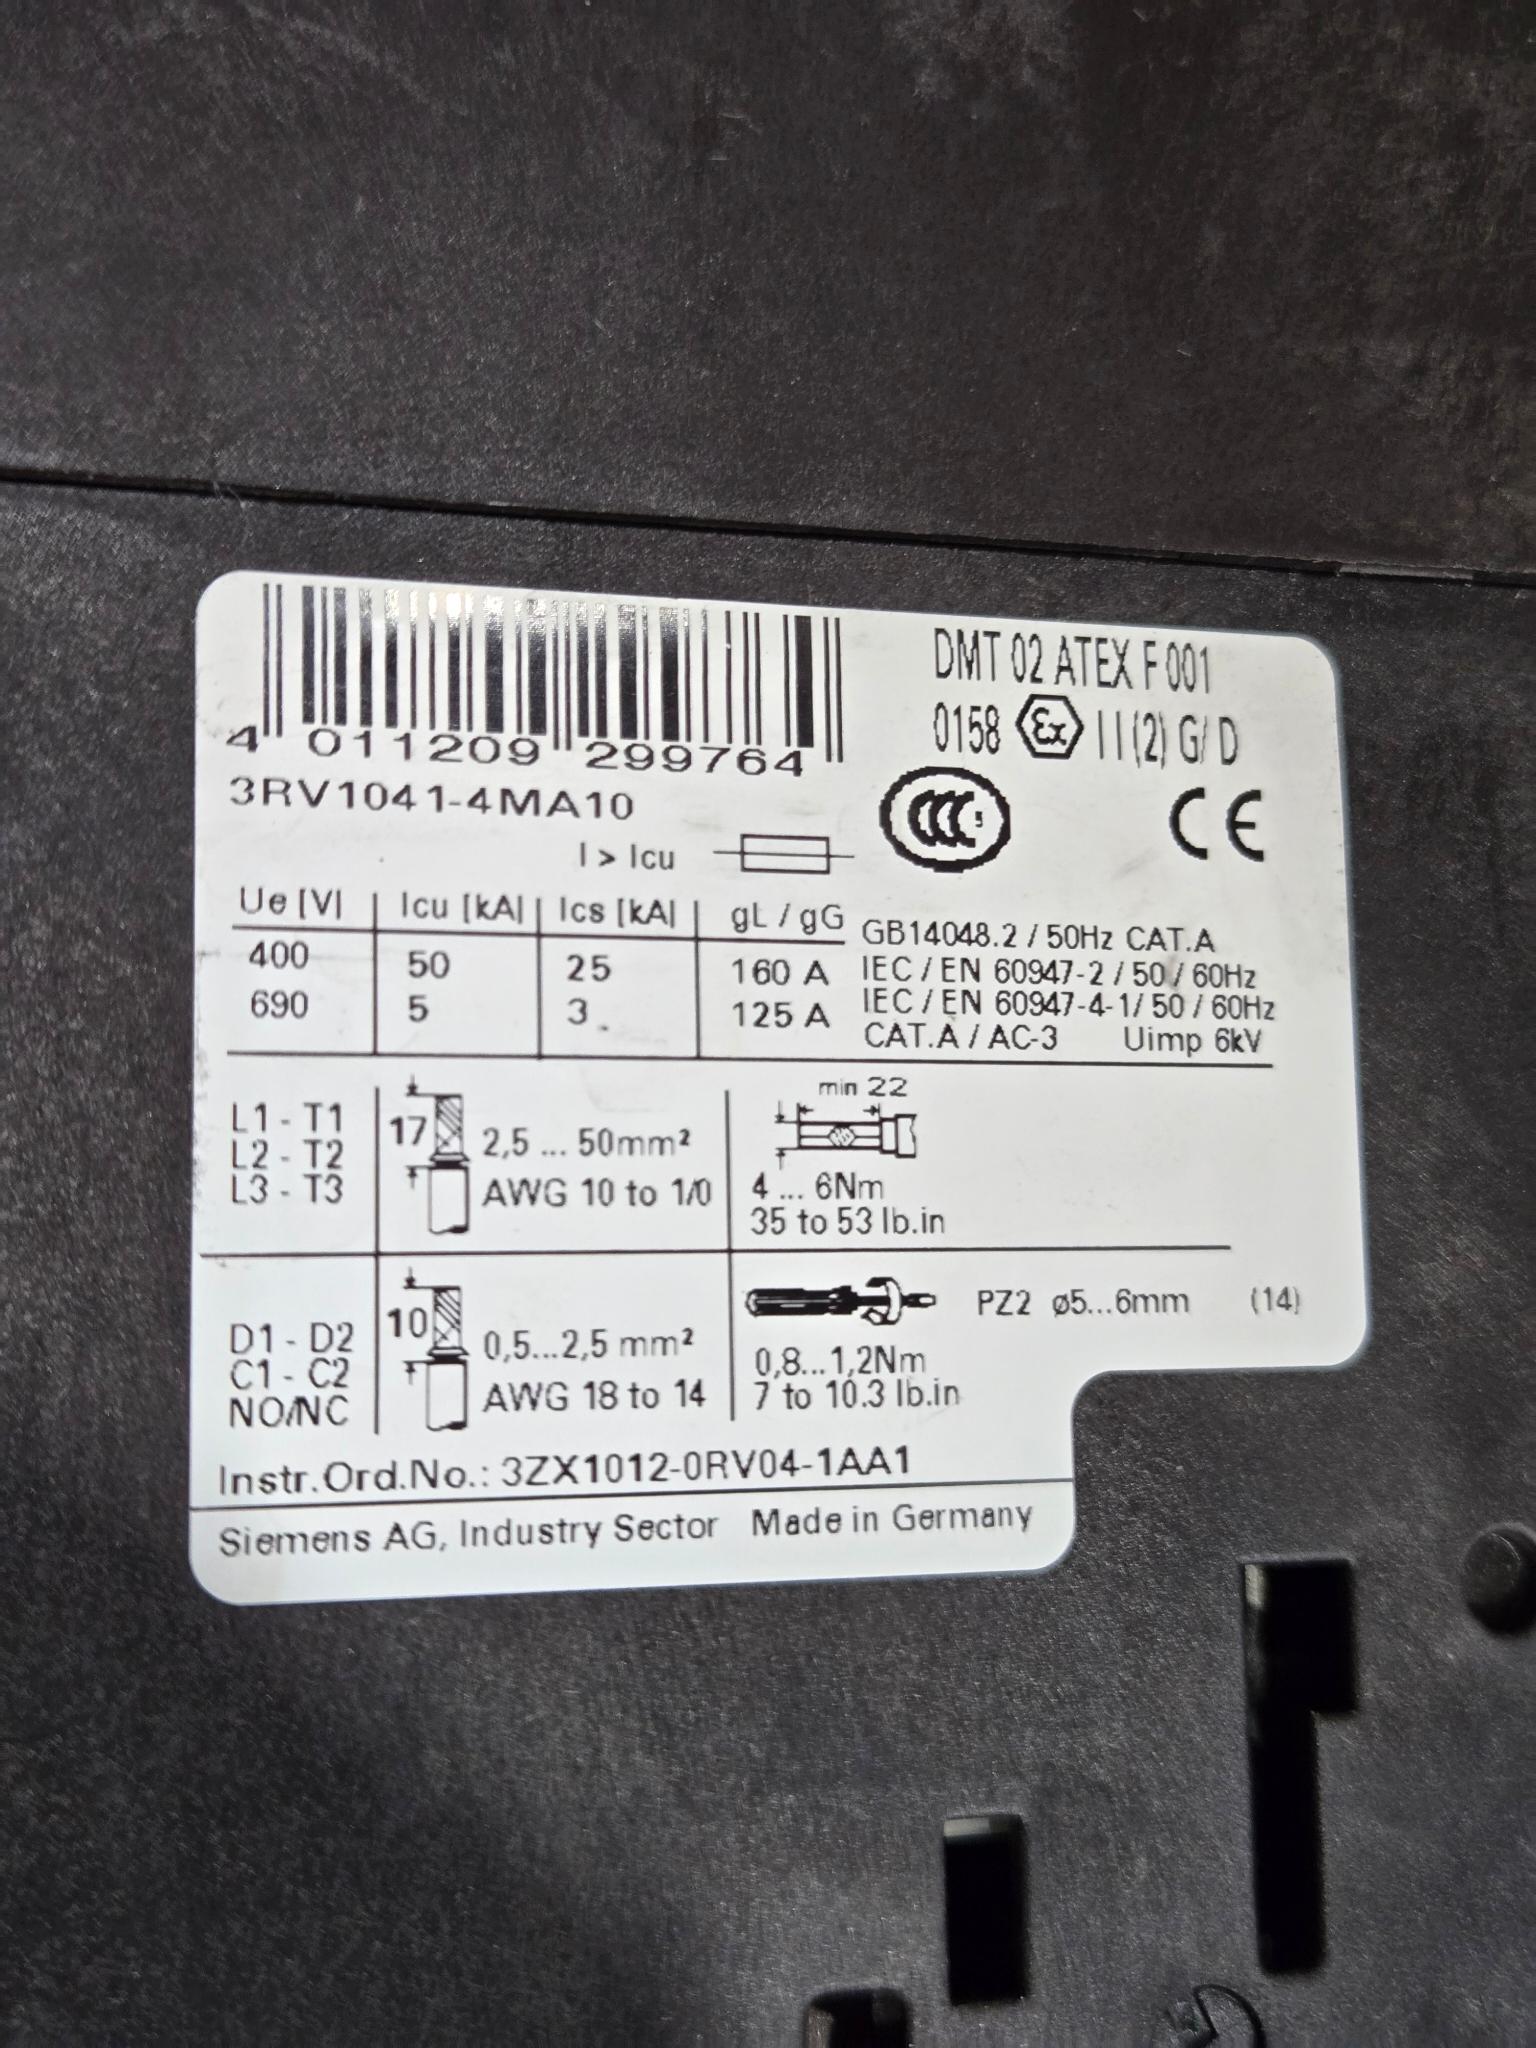 4 011209 299764
DMT 02 ATEX F 001
0158 Ex II (2) G/D
3RV1041-4MA10
CCC
CE
I > Icu
Ue [V] Icu [kA] Ics [kA] gL / gG
400 50 25 160 A
690 5 3 125 A
GB14048.2 / 50Hz CAT.A
IEC / EN 60947-2 / 50 / 60Hz
IEC / EN 60947-4-1/ 50 / 60Hz
CAT.A / AC-3 Uimp 6kV
L1 - T1
L2 - T2
L3 - T3
17
2,5 ... 50mm²
AWG 10 to 1/0
min 22
4 ... 6Nm
35 to 53 lb.in
D1 - D2
C1 - C2
NO/NC
10
0,5...2,5 mm²
AWG 18 to 14
PZ2 ø5...6mm (14)
0,8...1,2Nm
7 to 10.3 lb.in
Instr.Ord.No.: 3ZX1012-0RV04-1AA1
Siemens AG, Industry Sector Made in Germany